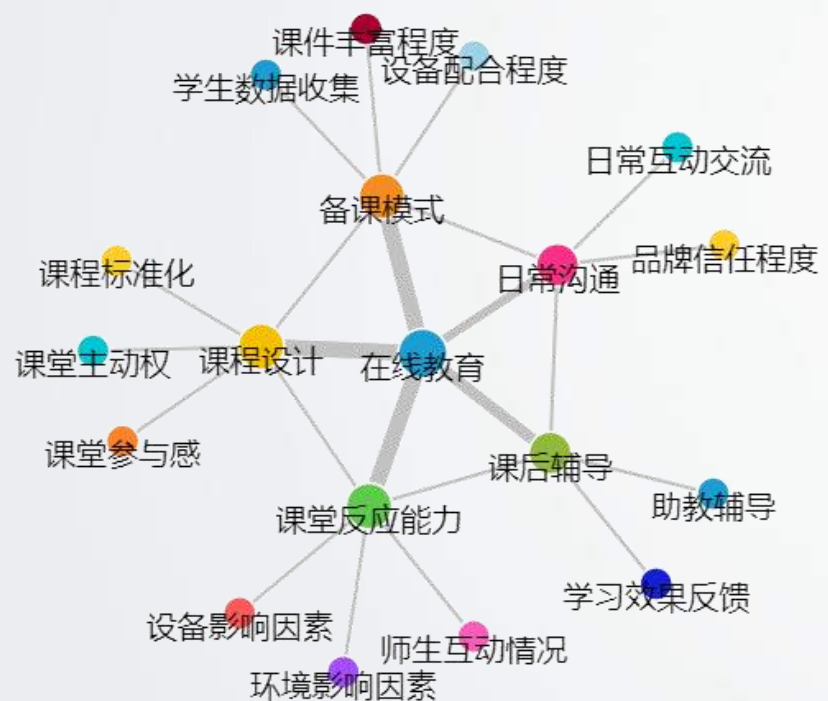 课件丰富程度
设备配合程度
学生数据收集
日常互动交流
备课模式
品牌信任程度
课程标准化
日常沟通
课堂主动权
课程设计
在线教育
课堂参与感
课后辅导
助教辅导
课堂反应能力
学习效果反馈
设备影响因素
师生互动情况
环境影响因素